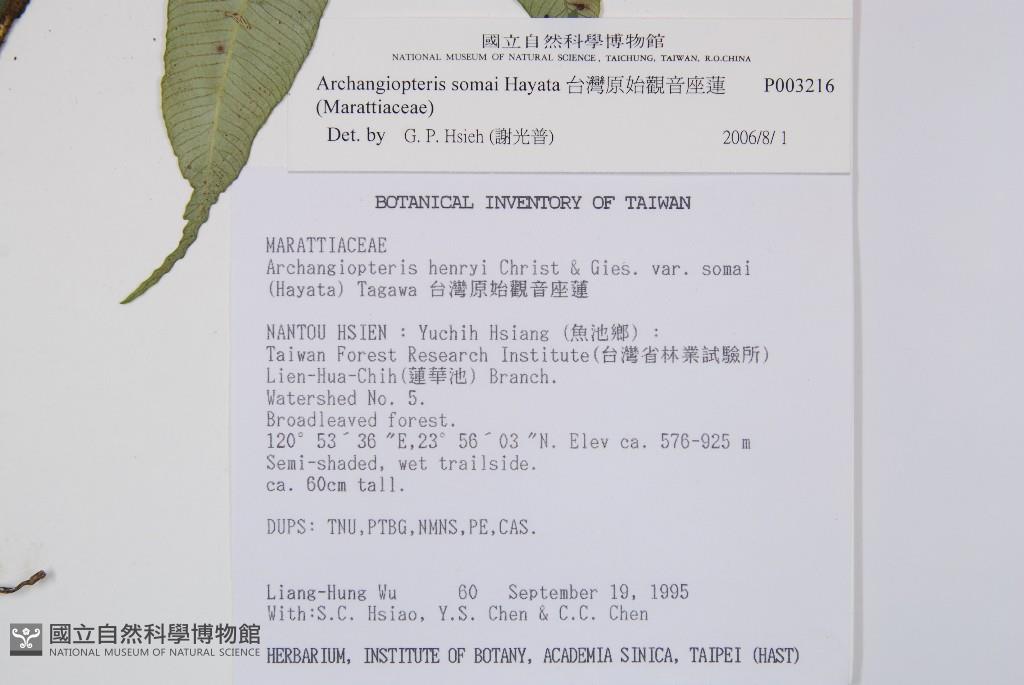 國立自然科學博物館
NATIONAL MUSEUM OF NATURAL SCIENCE, TAICHUNG, TAIWAN, R.O.CHINA
Archangiopteris somai Hayata 台灣原始觀音座蓮 P003216
(Marattiaceae)
Det. by G. P. Hsieh (謝光普) 2006/8/ 1
BOTANICAL INVENTORY OF TAIWAN
MARATTIACEAE
Archangiopteris henryi Christ & Gies. var. somai
(Hayata) Tagawa 台灣原始觀音座蓮
NANTOU HSIEN : Yuchih Hsiang (魚池鄉) :
Taiwan Forest Research Institute(台灣省林業試驗所)
Lien-Hua-Chih(蓮華池) Branch.
Watershed No. 5.
Broadleaved forest.
120° 53´36 ″E,23° 56´03 ″N. Elev ca. 576-925 m
Semi-shaded, wet trailside.
ca. 60cm tall.
DUPS: TNU,PTBG,NMNS,PE,CAS.
Liang-Hung Wu 60 September 19, 1995
With:S.C. Hsiao, Y.S. Chen & C.C. Chen
HERBARIUM, INSTITUTE OF BOTANY, ACADEMIA SINICA, TAIPEI (HAST)
國立自然科學博物館
NATIONAL MUSEUM OF NATURAL SCIENCE